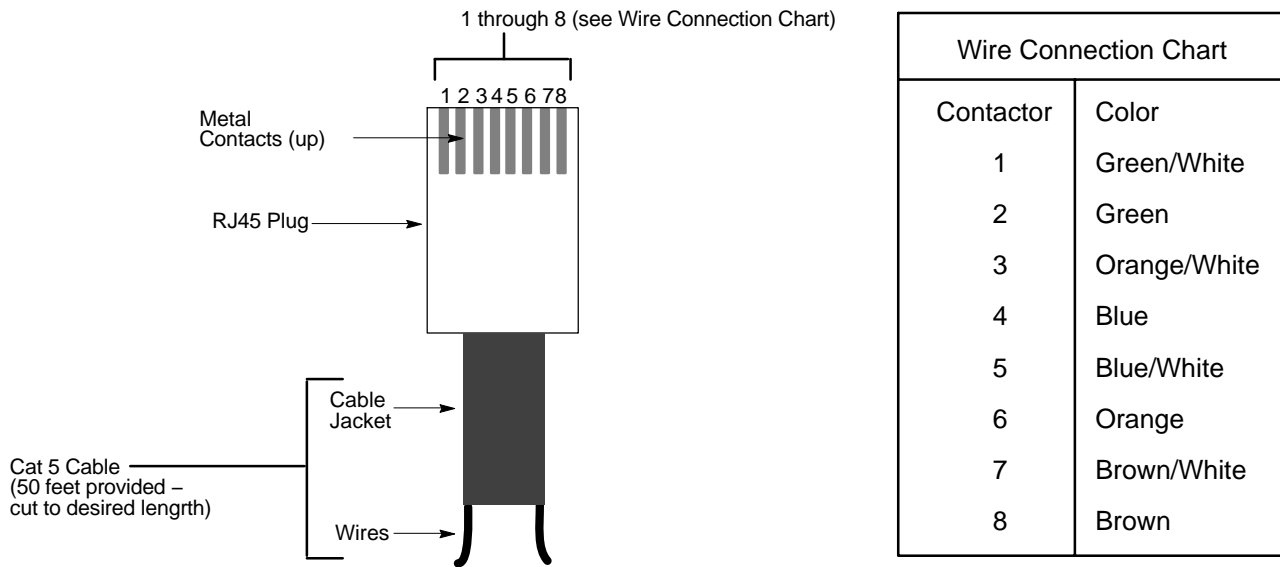 1 through 8 (see Wire Connection Chart)
1 2 3 4 5 6 7 8
Metal
Contacts (up)
RJ45 Plug
Cable
Jacket
Cat 5 Cable
(50 feet provided –
cut to desired lengrth)
Wires
Wire Connection Chart
Contactor Color
1 Green/White
2 Green
3 Orange/White
4 Blue
5 Blue/White
6 Orange
7 Brown/White
8 Brown